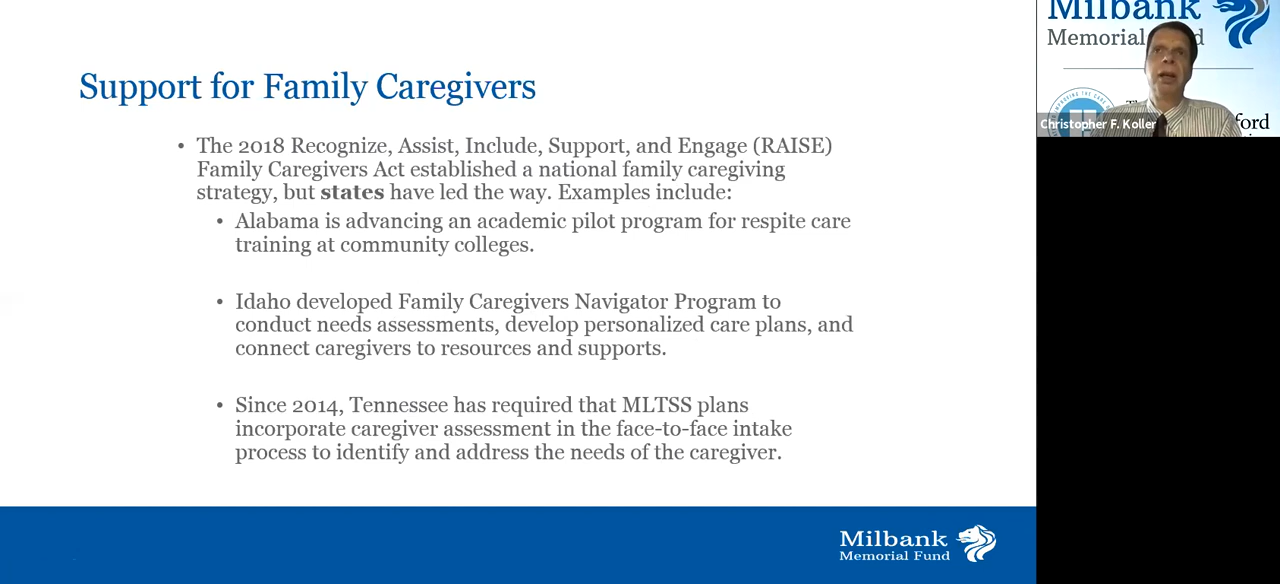 Support for Family Caregivers
• The 2018 Recognize, Assist, Include, Support, and Engage (RAISE)
Family Caregivers Act established a national family caregiving
strategy, but states have led the way. Examples include:
• Alabama is advancing an academic pilot program for respite care
training at community colleges.
• Idaho developed Family Caregivers Navigator Program to
conduct needs assessments, develop personalized care plans, and
connect caregivers to resources and supports.
• Since 2014, Tennessee has required that MLTSS plans
incorporate caregiver assessment in the face-to-face intake
process to identify and address the needs of the caregiver.
Milbank
Memorial Fund
Milbank
Memorial
Christopher F. Koller